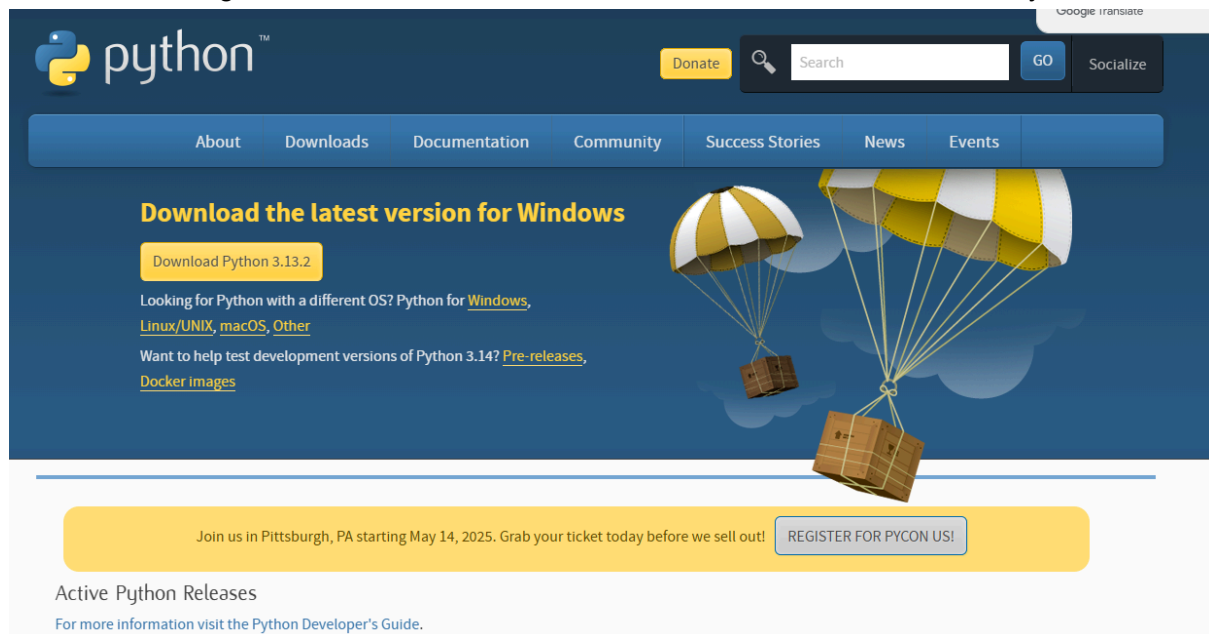 Google Translate
python™
Donate
Search
GO
Socialize
About Downloads Documentation Community Success Stories News Events
Download the latest version for Windows
Download Python 3.13.2
Looking for Python with a different OS? Python for Windows,
Linux/UNIX, macOS, Other
Want to help test development versions of Python 3.14? Pre-releases,
Docker images
Join us in Pittsburgh, PA starting May 14, 2025. Grab your ticket today before we sell out! REGISTER FOR PYCON US!
Active Python Releases
For more information visit the Python Developer's Guide.